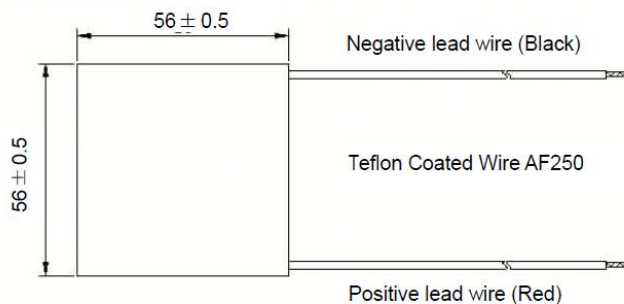 56 ± 0.5
Negative lead wire (Black)
56 ± 0.5
Teflon Coated Wire AF250
Positive lead wire (Red)